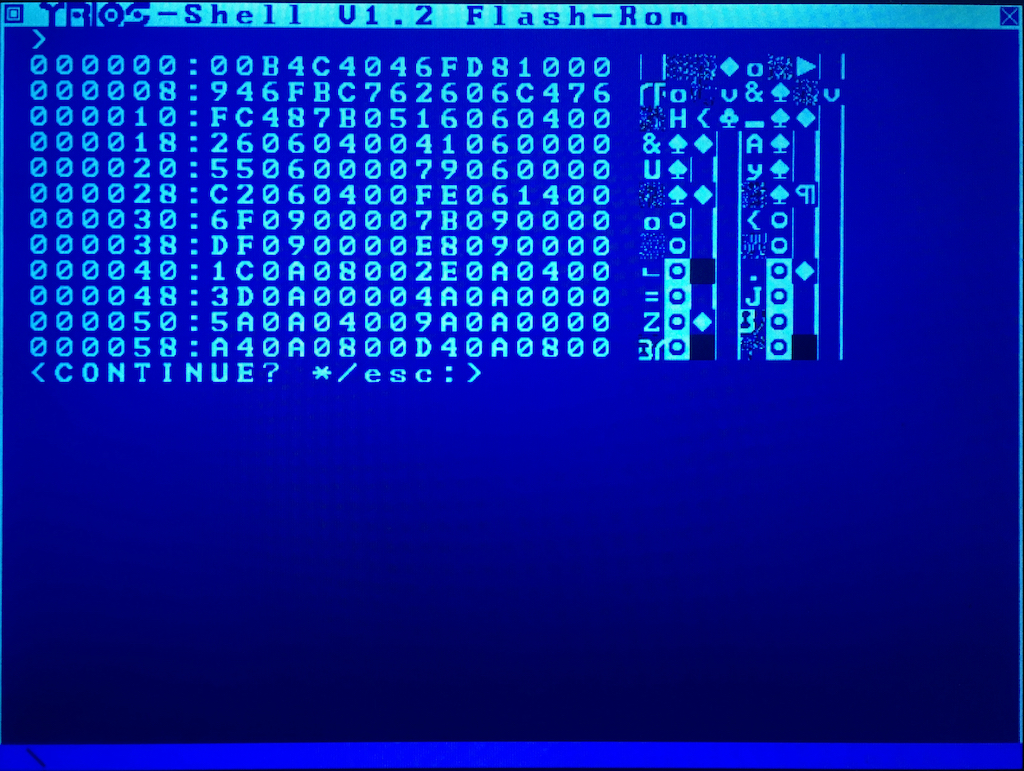 -Shell V1.2 Flash-Rom
>
000000:00B4C4046FD81000 ♦o ►
000008:946FBC762606C476 o v&♠ v
000010:FC487B0516060400 H{♣▬♠♦
000018:2606040041060000 &♠♦ A♠
000020:5506000079060000 U♠ y♠
000028:C2060400FE061400 ♠♦ ♠¶
000030:6F0900007B090000 o○ {○
000038:DF090000E8090000 ○ ○
000040:1C0A08002E0A0400 ∟◙◘ .◙♦
000048:3D0A00004A0A0000 =◙ J◙
000050:5A0A04009A0A0000 Z◙♦ ◙
000058:A40A0800D40A0800 ◙◘ ◙◘
<CONTINUE? */esc:>